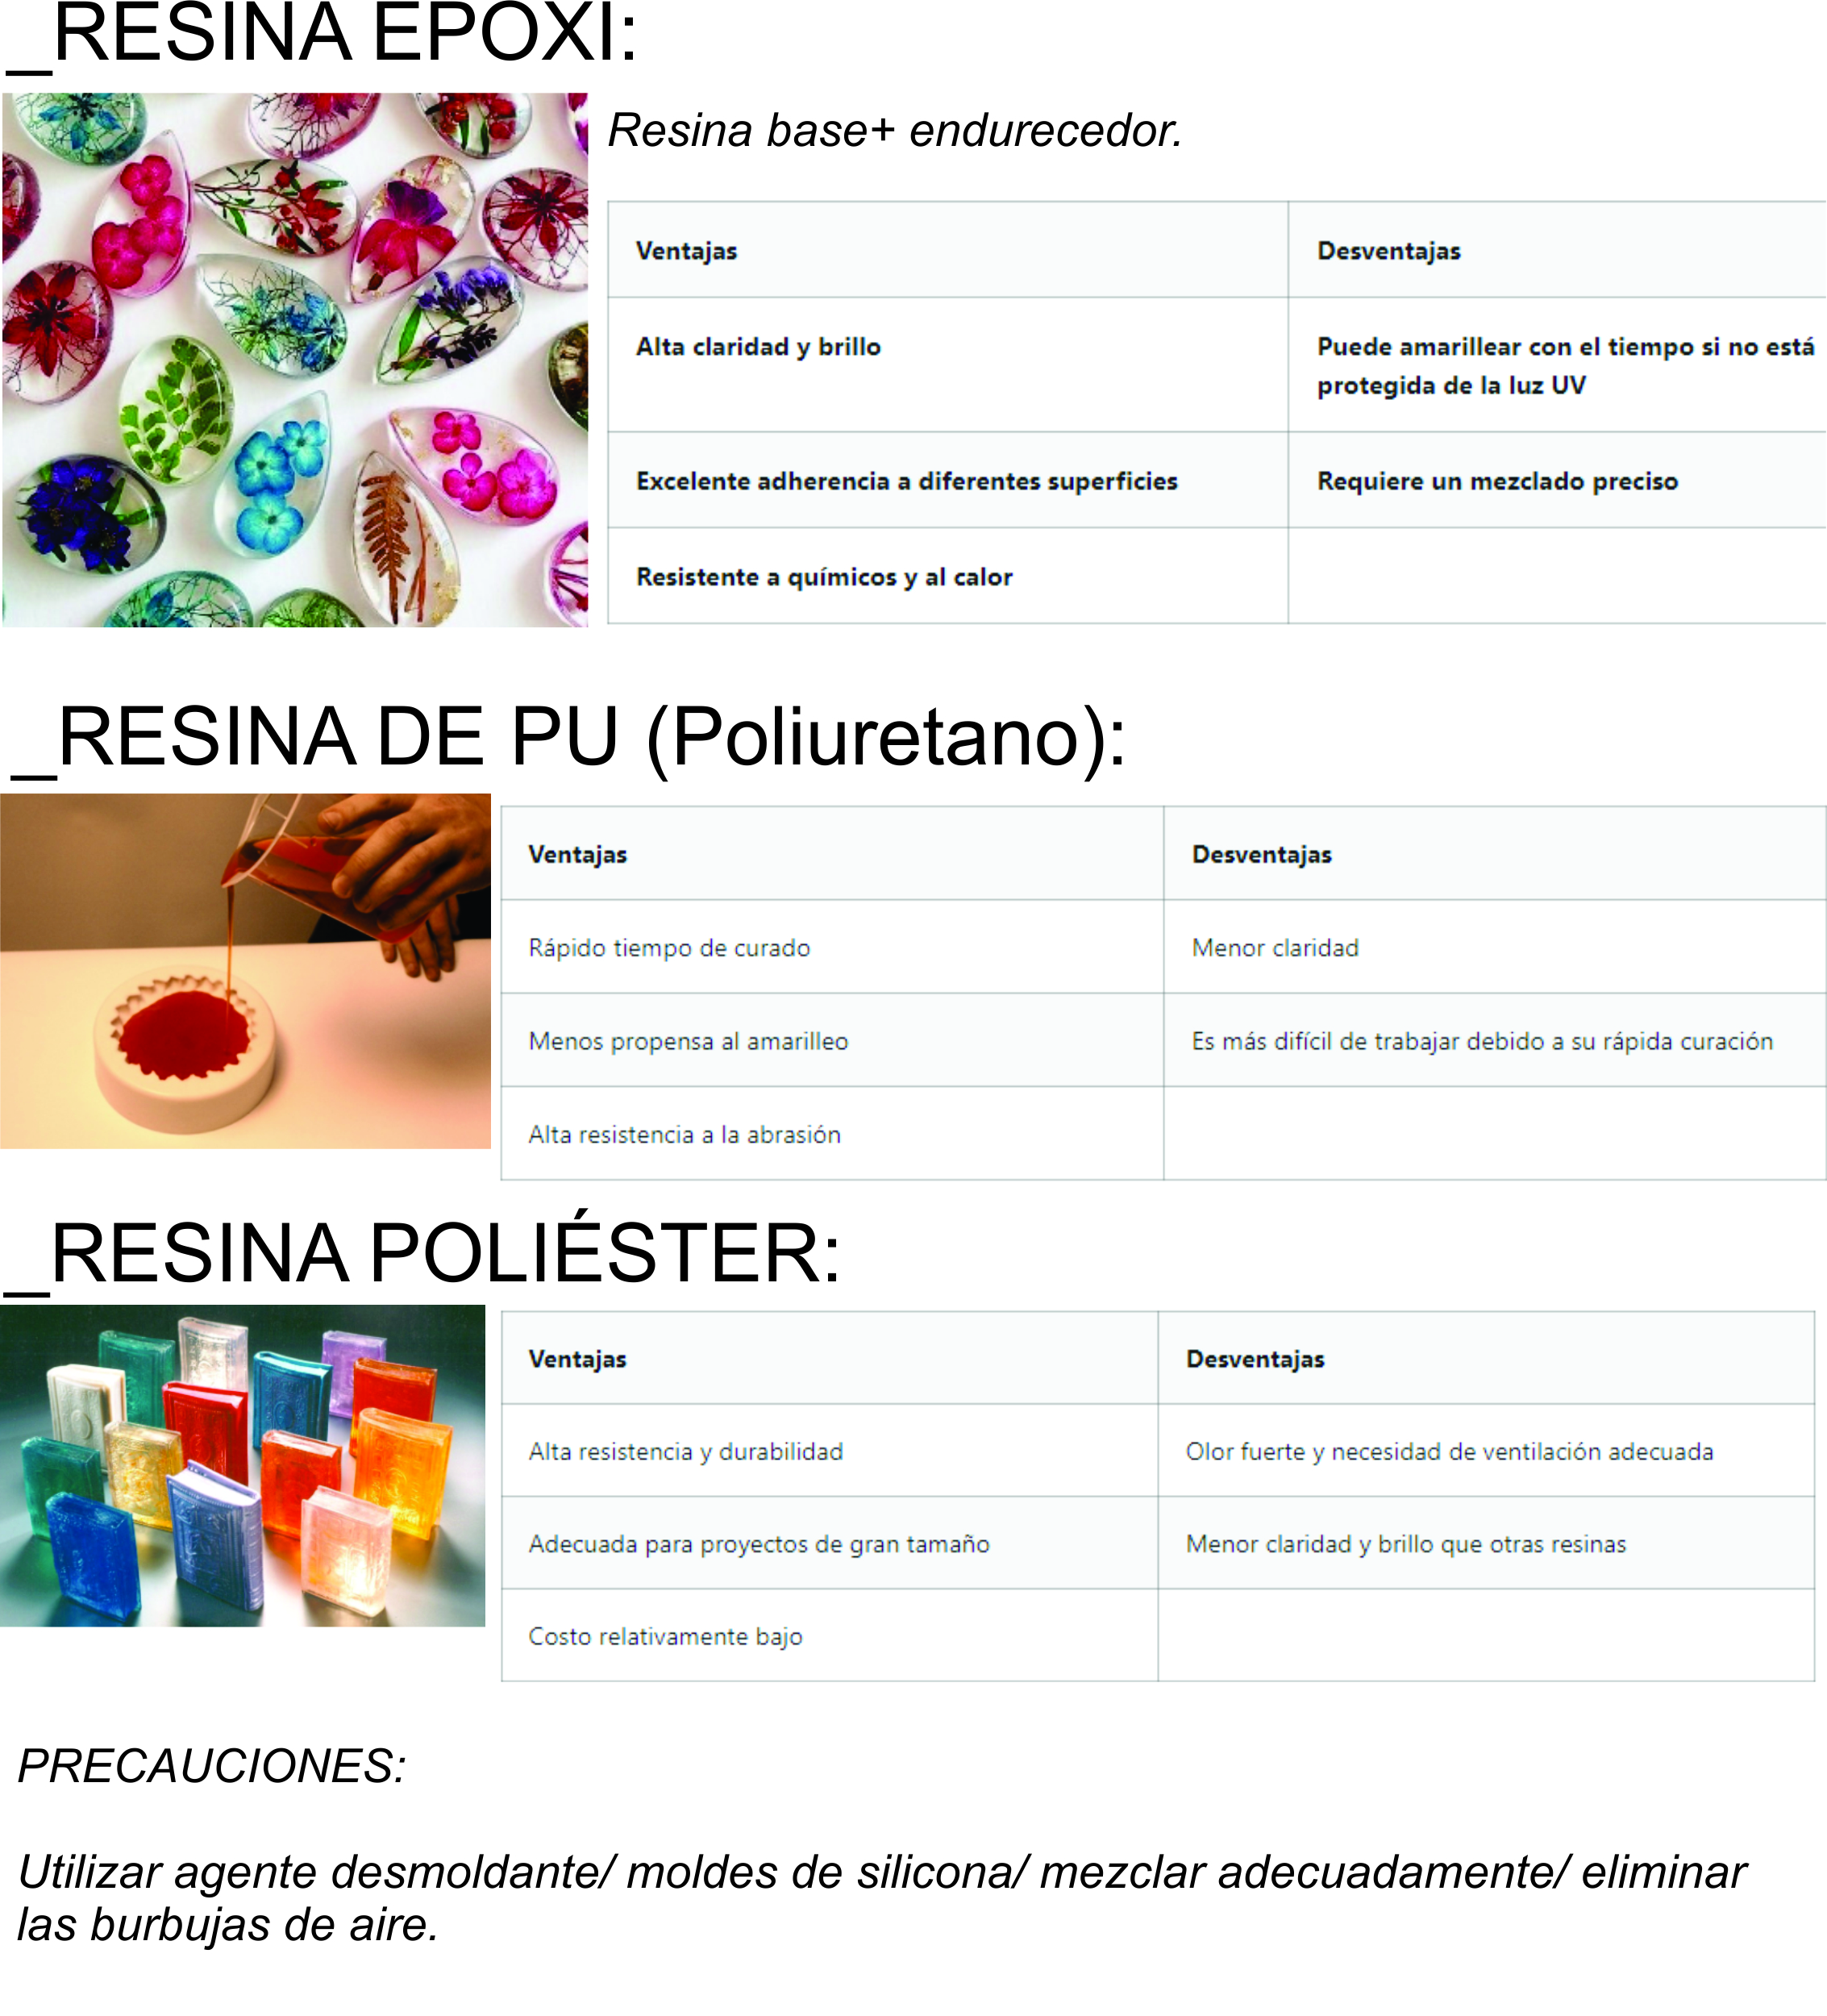 _RESINA EPOXI:
Resina base+ endurecedor.
Ventajas
Desventajas
Alta claridad y brillo
Puede amarillear con el tiempo si no está
protegida de la luz UV
Excelente adherencia a diferentes superficies
Requiere un mezclado preciso
Resistente a químicos y al calor
_RESINA DE PU (Poliuretano):
Ventajas
Desventajas
Rápido tiempo de curado
Menor claridad
Menos propensa al amarilleo
Es más difícil de trabajar debido a su rápida curación
Alta resistencia a la abrasión
_RESINA POLIÉSTER:
Ventajas
Desventajas
Alta resistencia y durabilidad
Olor fuerte y necesidad de ventilación adecuada
Adecuada para proyectos de gran tamaño
Menor claridad y brillo que otras resinas
Costo relativamente bajo
PRECAUCIONES:
Utilizar agente desmoldante/ moldes de silicona/ mezclar adecuadamente/ eliminar
las burbujas de aire.